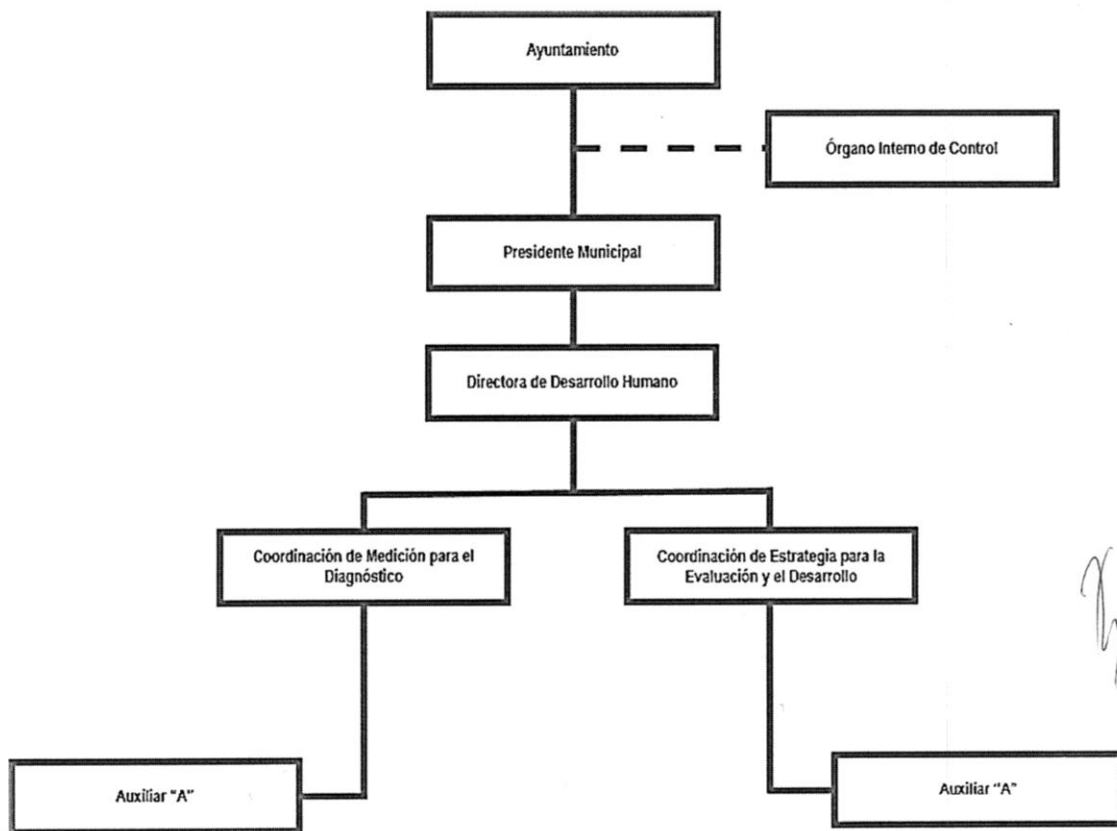 Ayuntamiento
Órgano Interno de Control
Presidente Municipal
Directora de Desarrollo Humano
Coordinación de Medición para el
Diagnóstico
Coordinación de Estrategia para la
Evaluación y el Desarrollo
Auxiliar "A"
Auxiliar "A"